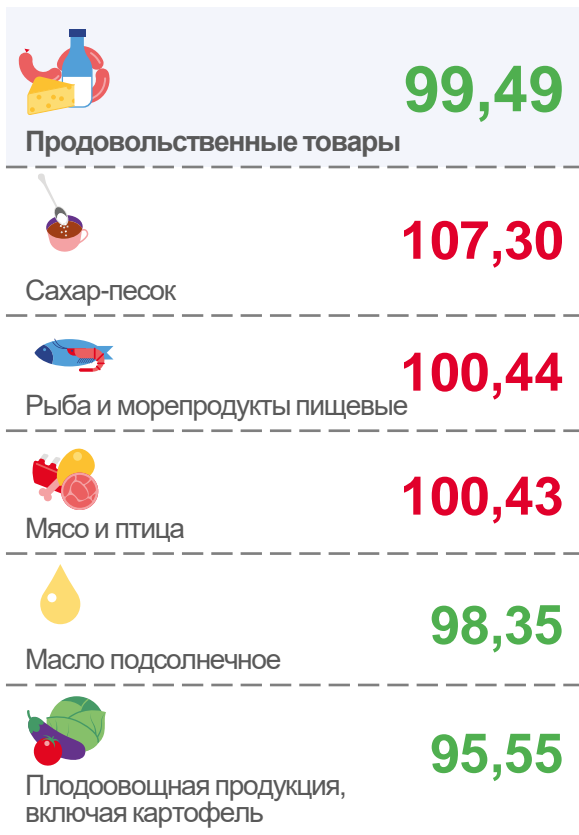 99,49
Продовольственные товары
107,30
Сахар-песок
100,44
Рыба и морепродукты пищевые
100,43
Мясо и птица
98,35
Масло подсолнечное
95,55
Плодоовощная продукция,
включая картофель